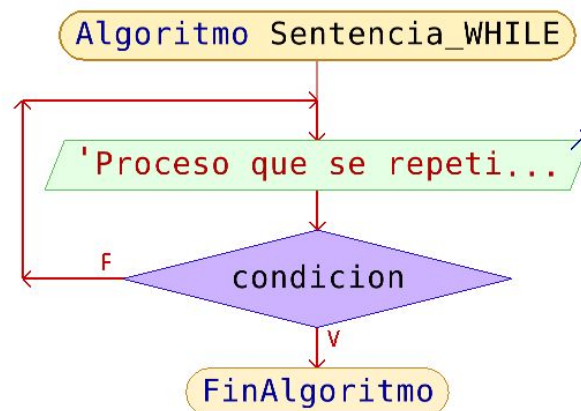 Algoritmo Sentencia_WHILE
'Proceso que se repeti...
F
condicion
V
FinAlgoritmo